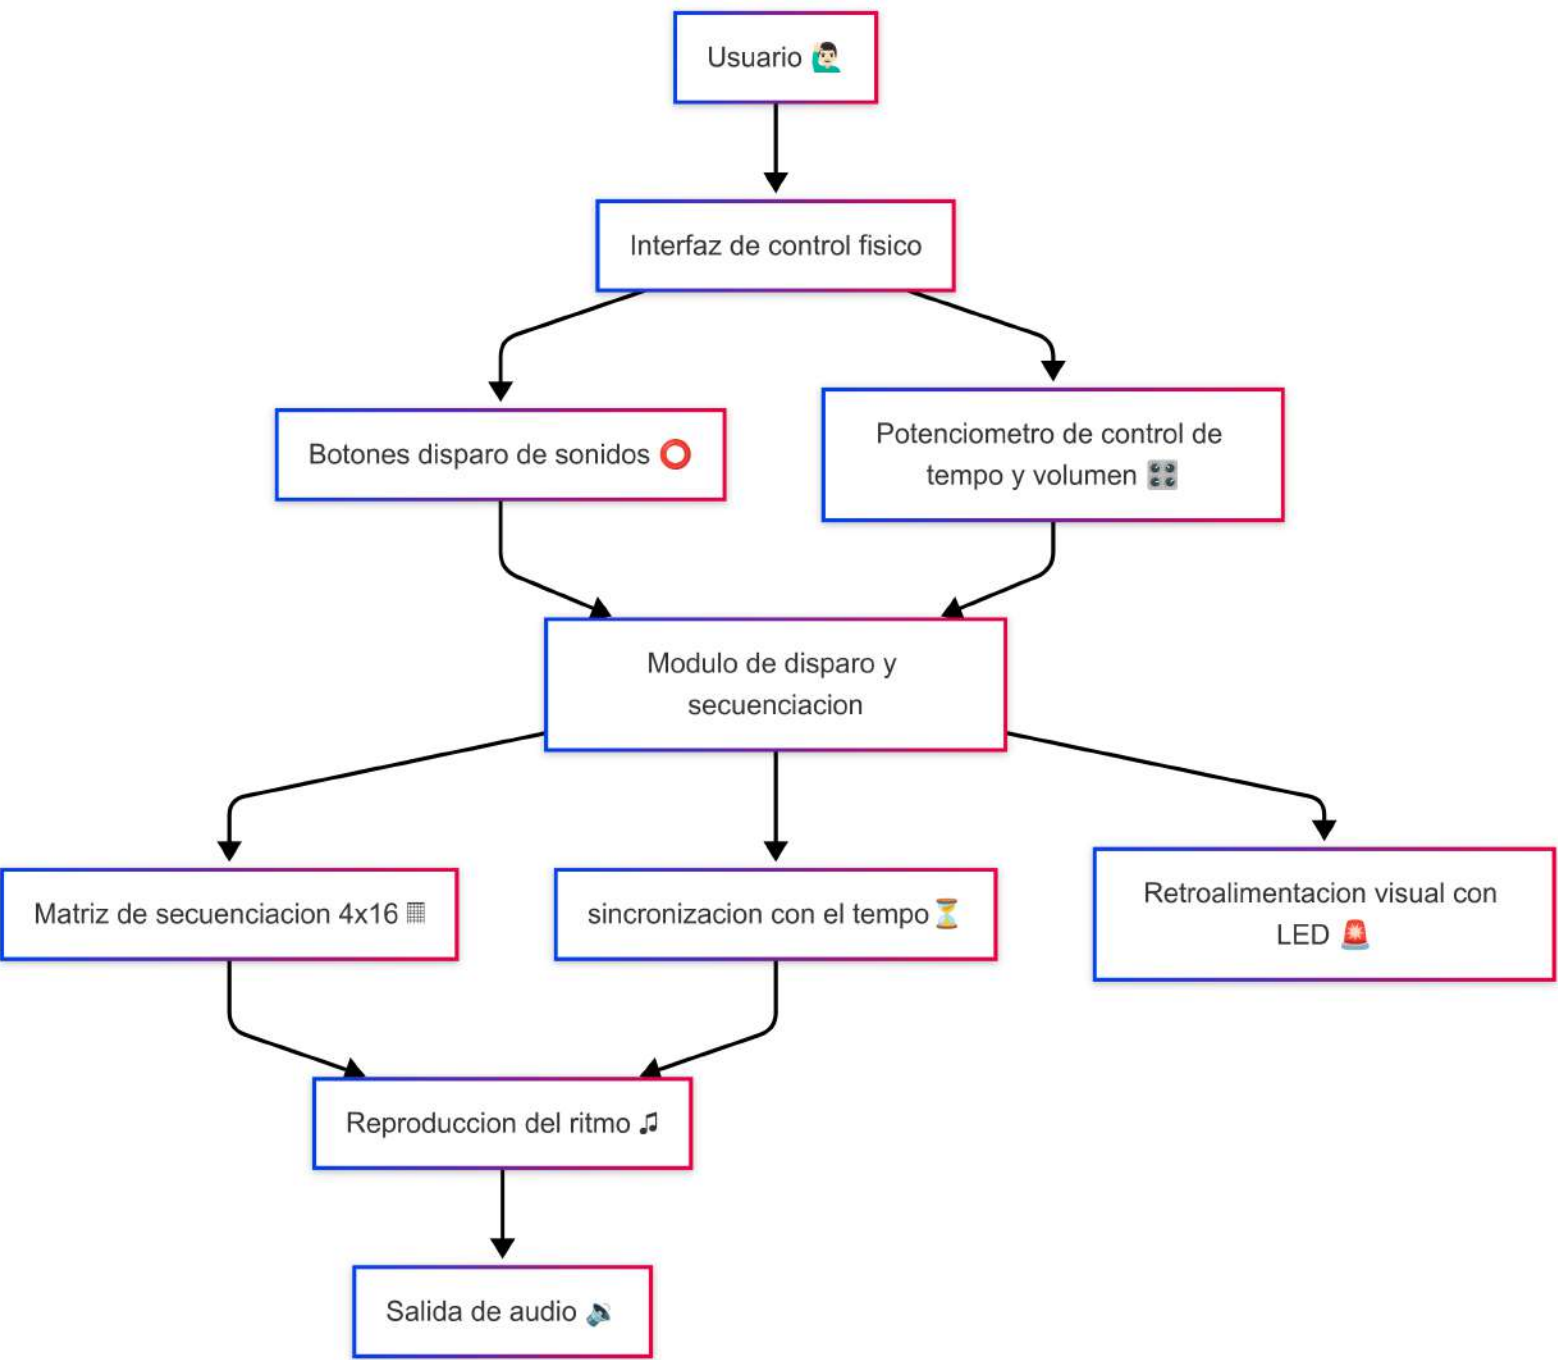 Usuario 🙋🏻‍♂️
Interfaz de control fisico
Botones disparo de sonidos ⭕
Potenciometro de control de
tempo y volumen 🎛️
Modulo de disparo y
secuenciacion
Matriz de secuenciacion 4x16 ▦
sincronizacion con el tempo⏳
Retroalimentacion visual con
LED 🚨
Reproduccion del ritmo 🎵
Salida de audio 🔊